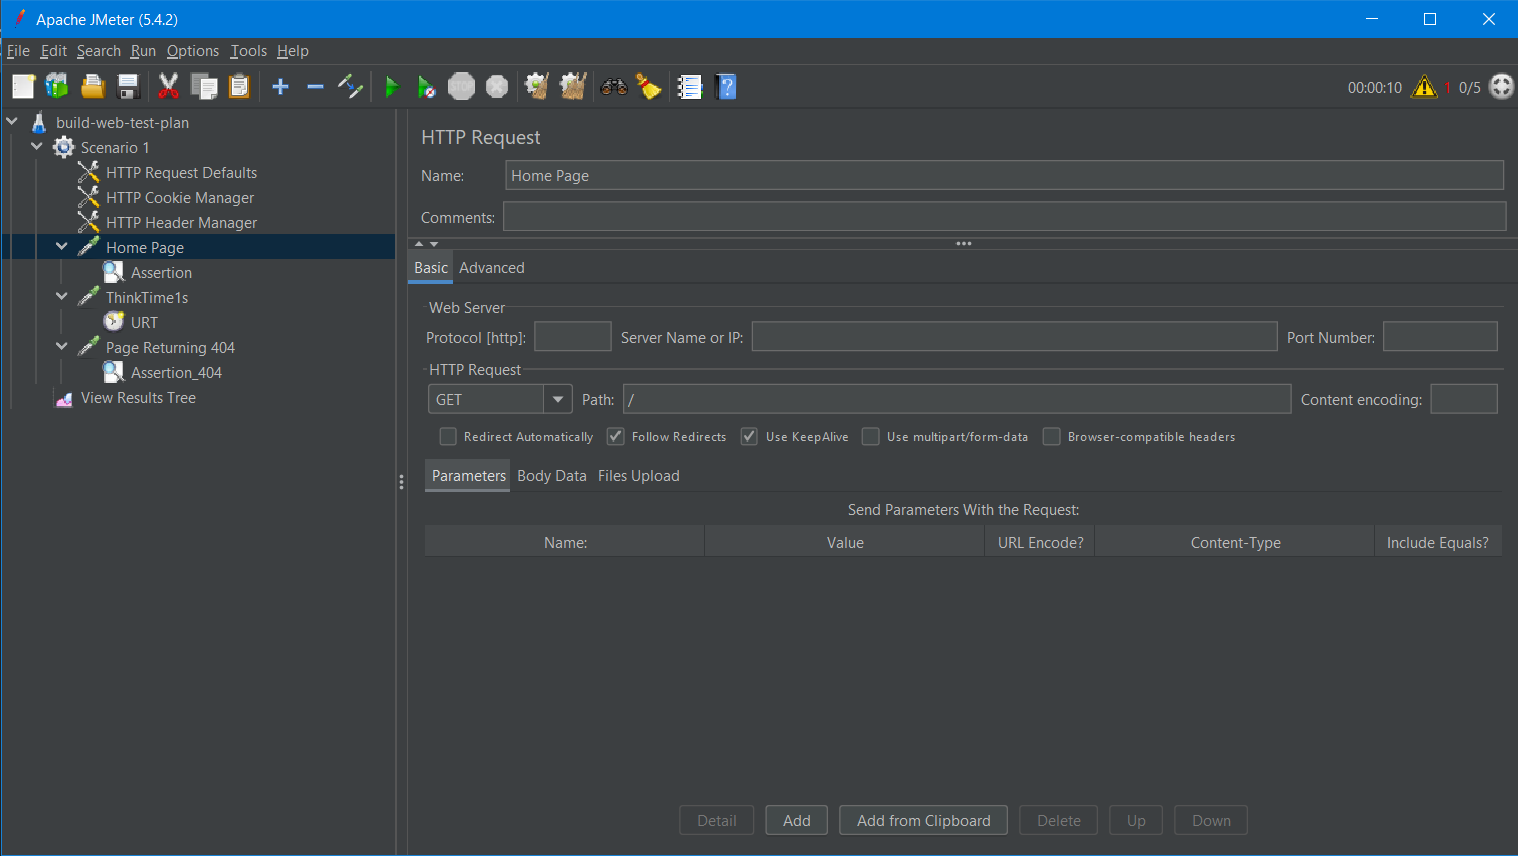 Apache JMeter (5.4.2)
File Edit Search Run Options Tools Help
00:00:10 1 0/5
build-web-test-plan
Scenario 1
HTTP Request Defaults
HTTP Cookie Manager
HTTP Header Manager
Home Page
Assertion
ThinkTime1s
URT
Page Returning 404
Assertion_404
View Results Tree
HTTP Request
Name: Home Page
Comments:
Basic Advanced
Web Server
Protocol [http]: Server Name or IP: Port Number:
HTTP Request
GET Path: / Content encoding:
Redirect Automatically Follow Redirects Use KeepAlive Use multipart/form-data Browser-compatible headers
Parameters Body Data Files Upload
Send Parameters With the Request:
Name: Value URL Encode? Content-Type Include Equals?
Detail Add Add from Clipboard Delete Up Down